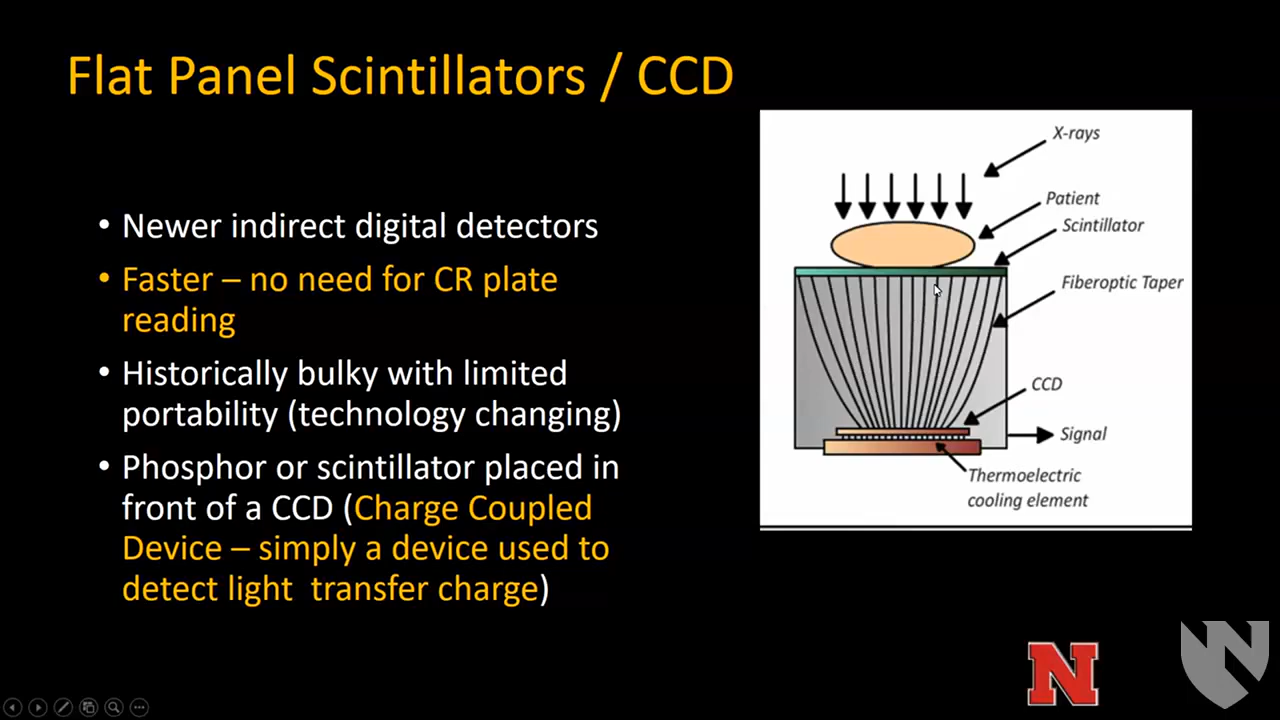 Flat Panel Scintillators / CCD
• Newer indirect digital detectors
• Faster – no need for CR plate
reading
• Historically bulky with limited
portability (technology changing)
• Phosphor or scintillator placed in
front of a CCD (Charge Coupled
Device – simply a device used to
detect light  transfer charge)
X-rays
Patient
Scintillator
Fiberoptic Taper
CCD
Signal
Thermoelectric
cooling element
N
N